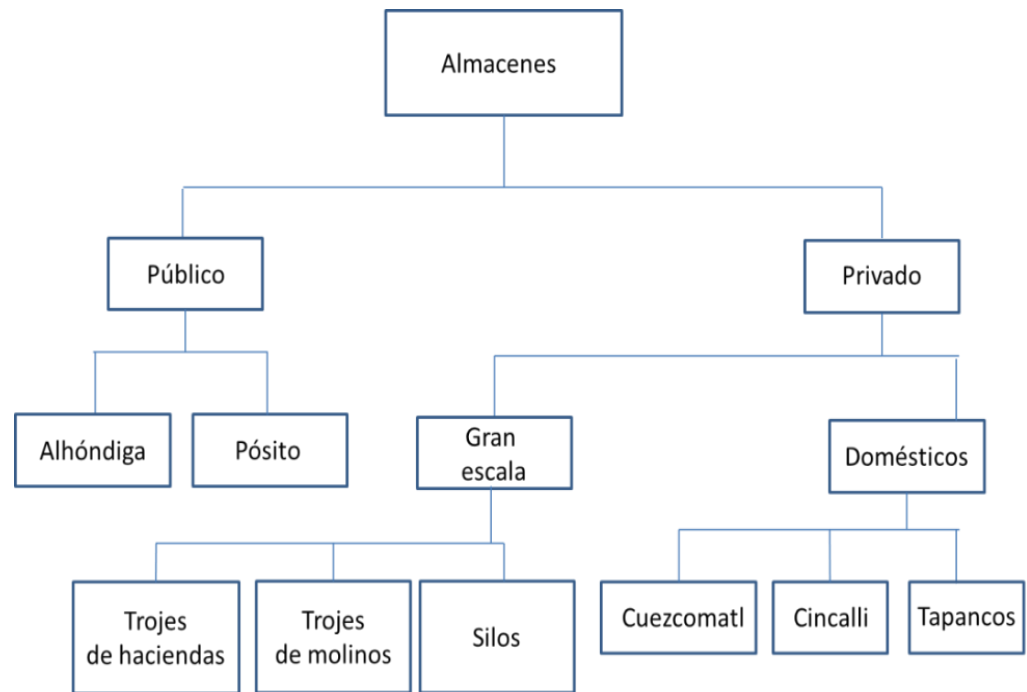 Almacenes
Público
Privado
Alhóndiga
Pósito
Gran
escala
Domésticos
Trojes
de haciendas
Trojes
de molinos
Silos
Cuezcomatl
Cincalli
Tapancos